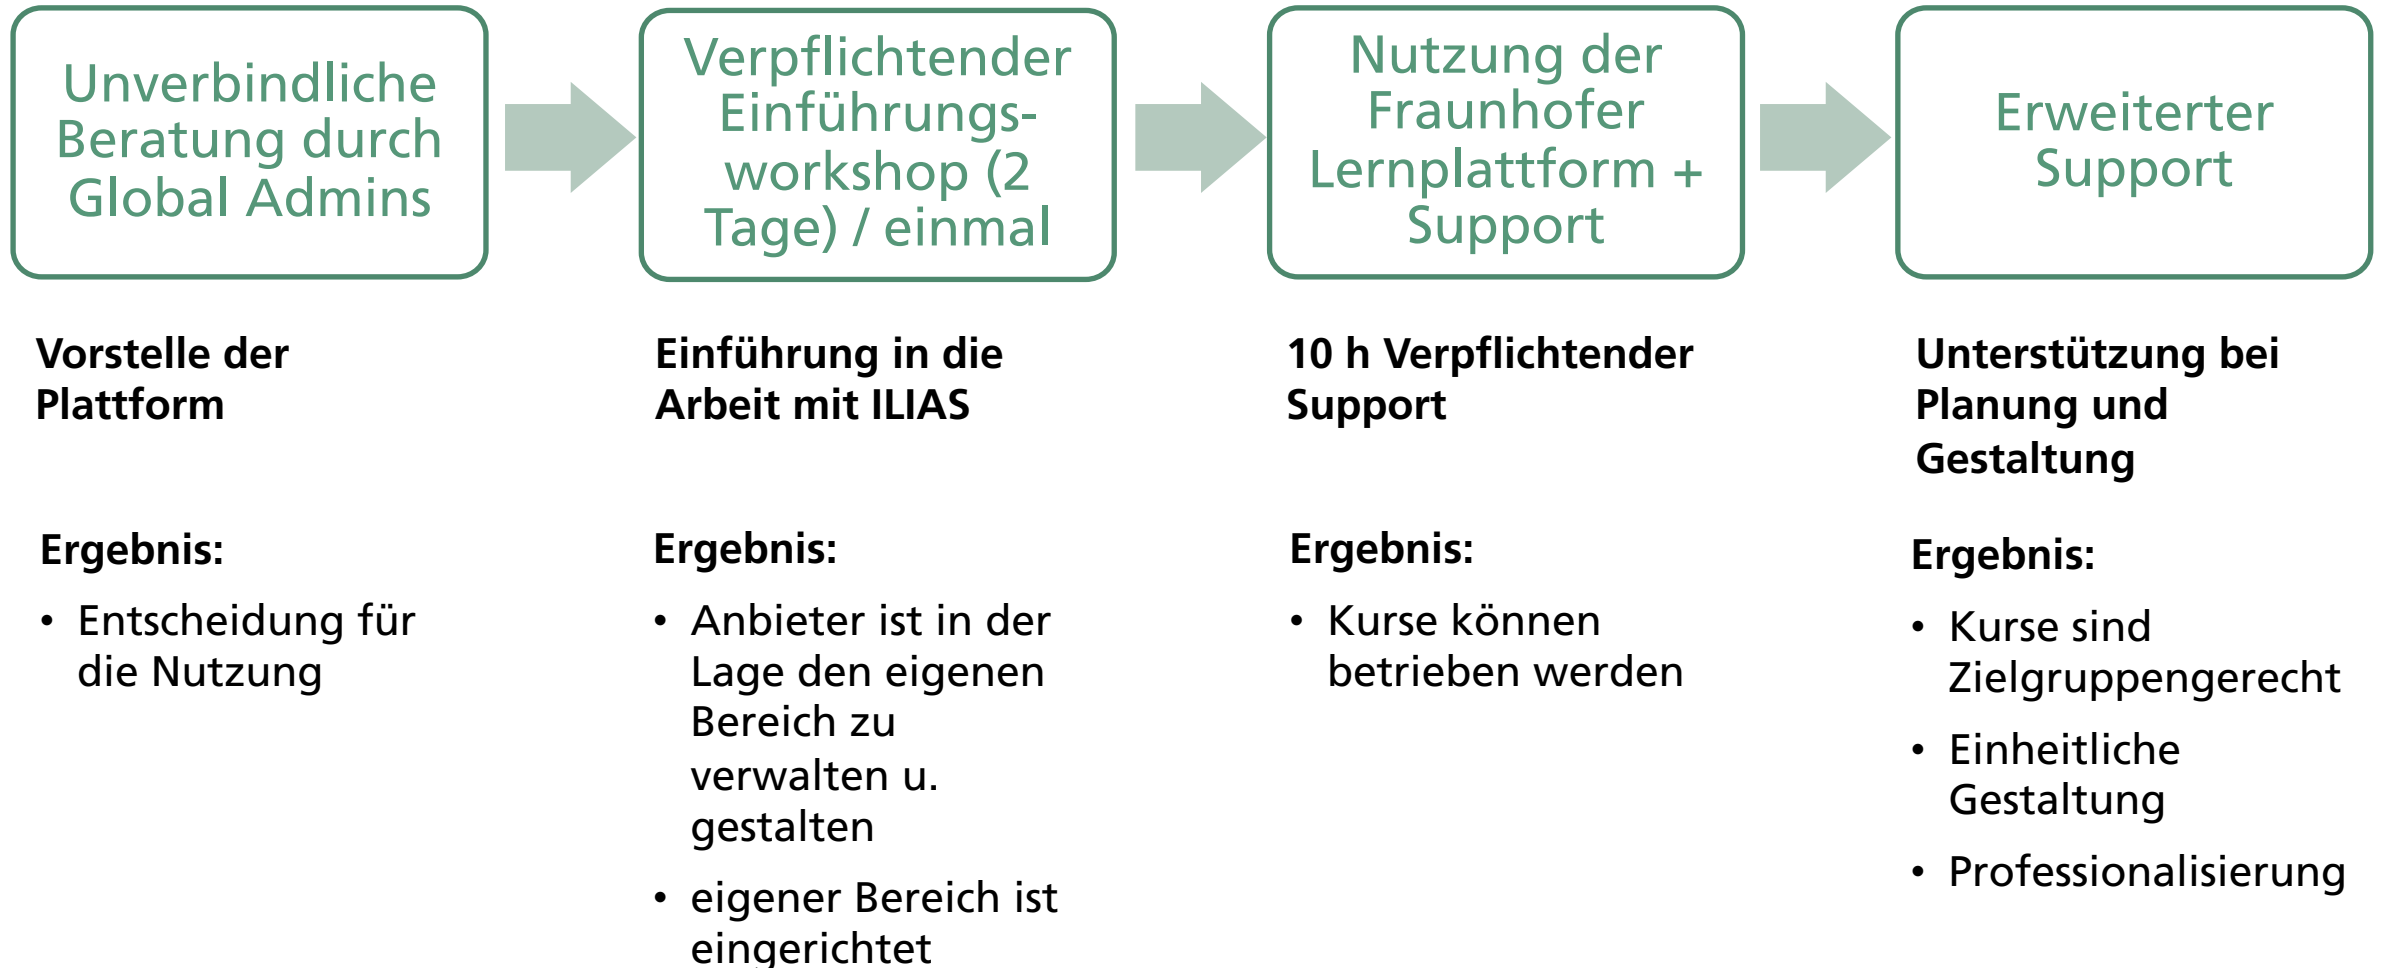 Unverbindliche
Beratung durch
Global Admins
Verpflichtender
Einführungs-
workshop (2
Tage) / einmal
Nutzung der
Fraunhofer
Lernplattform +
Support
Erweiterter
Support
Vorstelle der
Plattform
Einführung in die
Arbeit mit ILIAS
10 h Verpflichtender
Support
Unterstützung bei
Planung und
Gestaltung
Ergebnis:
• Entscheidung für
die Nutzung
Ergebnis:
• Anbieter ist in der
Lage den eigenen
Bereich zu
verwalten u.
gestalten
• eigener Bereich ist
eingerichtet
Ergebnis:
• Kurse können
betrieben werden
Ergebnis:
• Kurse sind
Zielgruppengerecht
• Einheitliche
Gestaltung
• Professionalisierung